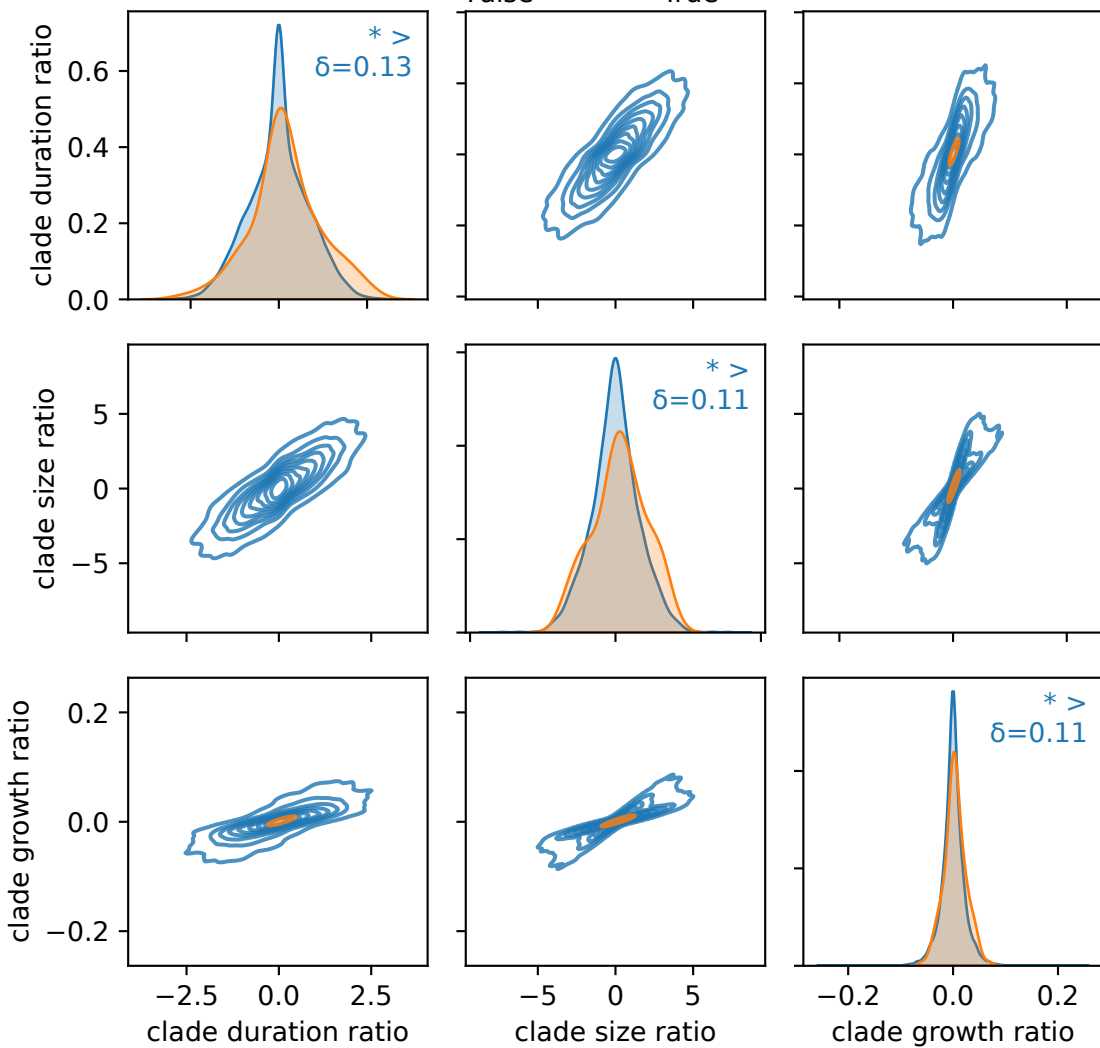 * >
δ=0.13
clade duration ratio
0.6
0.4
0.2
0.0
* >
δ=0.11
clade size ratio
5
0
−5
* >
δ=0.11
clade growth ratio
0.2
0.0
−0.2
−2.5 0.0 2.5 −5 0 5 −0.2 0.0 0.2
clade duration ratio clade size ratio clade growth ratio